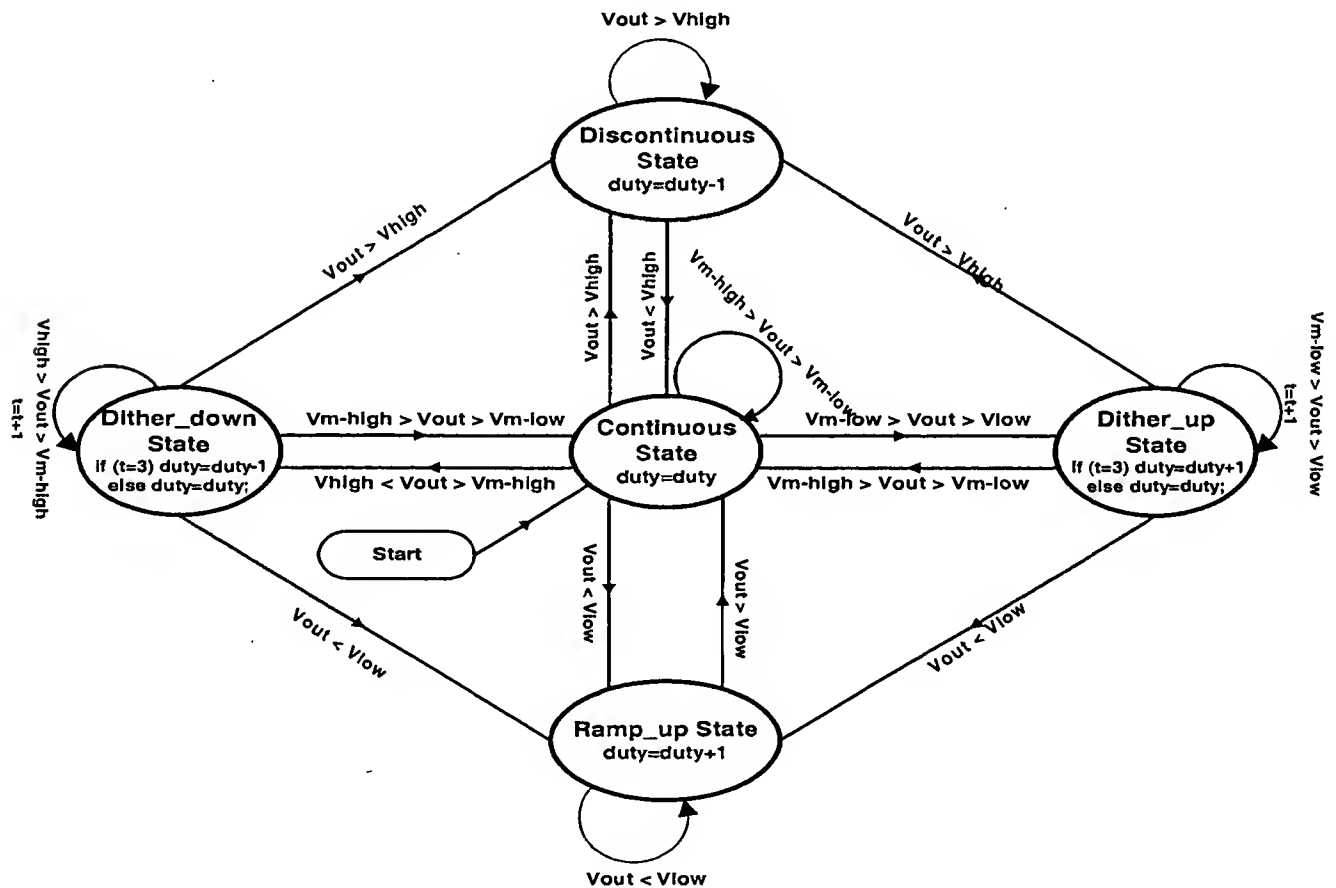 Vout > Vhigh
Discontinuous
State
duty=duty-1
Vout > Vhigh
Vout > Vhigh
Vout < Vhigh
Vm-high > Vout > Vm-low
Vout > Vhigh
Vhigh > Vout > Vm-high
t=t+1
Dither_down
State
if (t=3) duty=duty-1
else duty=duty;
Vm-high > Vout > Vm-low
Vhigh < Vout > Vm-high
Continuous
State
duty=duty
Vm-low > Vout > Vlow
Vm-high > Vout > Vm-low
Dither_up
State
if (t=3) duty=duty+1
else duty=duty;
t=t+1
Vm-low > Vout > Vlow
Start
Vout < Vlow
Vout < Vlow
Vout > Vlow
Vout < Vlow
Ramp_up State
duty=duty+1
Vout < Vlow